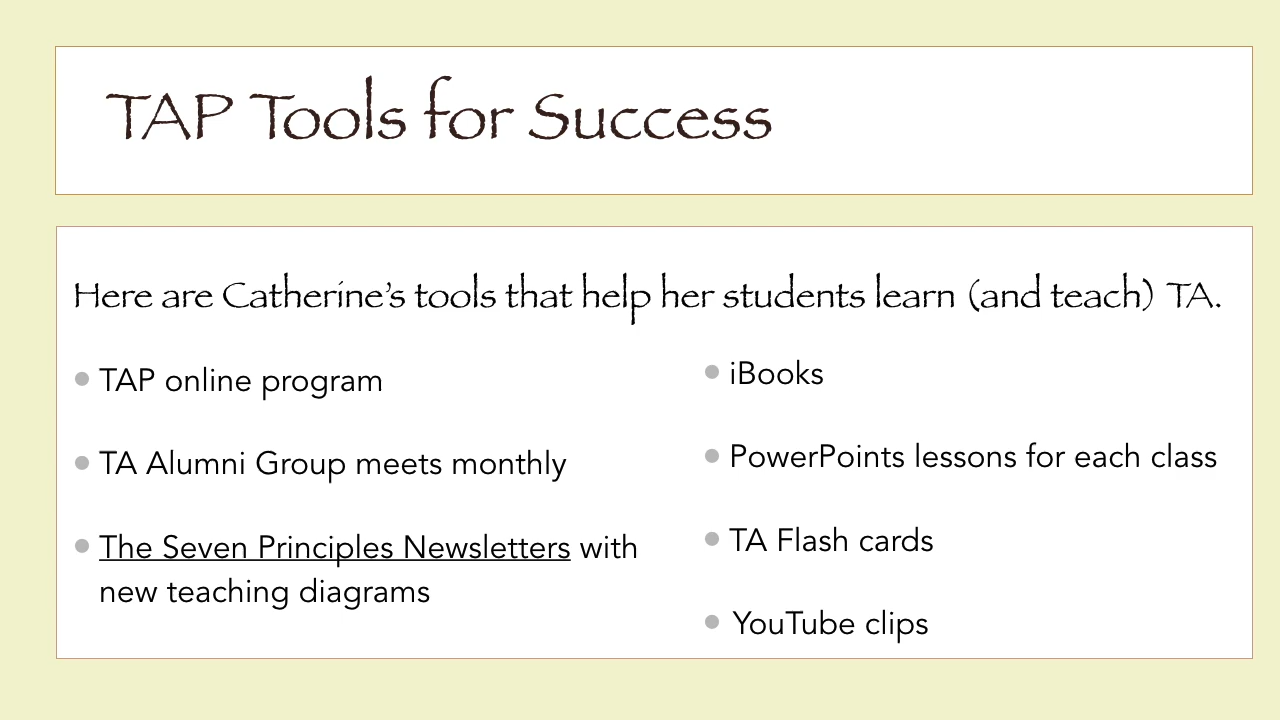 TAP Tools for Success
Here are Catherine's tools that help her students learn (and teach) TA.
TAP online program
TA Alumni Group meets monthly
The Seven Principles Newsletters with
new teaching diagrams
iBooks
PowerPoints lessons for each class
TA Flash cards
YouTube clips